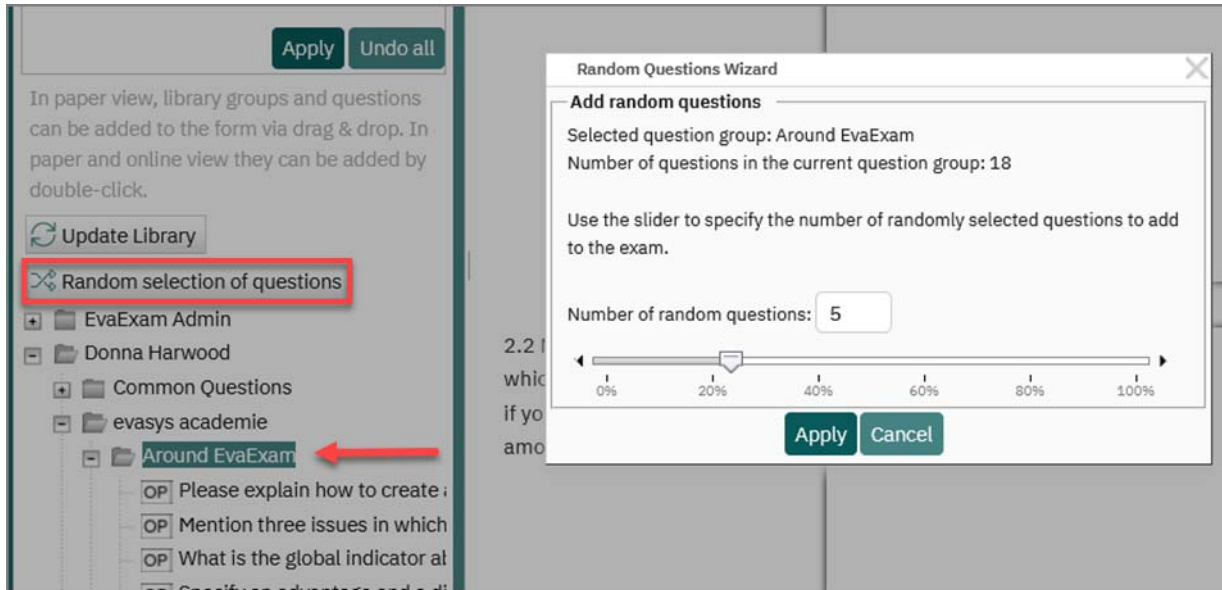 Apply Undo all
In paper view, library groups and questions
can be added to the form via drag & drop. In
paper and online view they can be added by
double-click.
Update Library
Random selection of questions
EvaExam Admin
Donna Harwood
Common Questions
evasys academie
Around EvaExam
OP Please explain how to create
OP Mention three issues in which
OP What is the global indicator
Specify an advantage and a
2.2
if yo
Random Questions Wizard
Add random questions
Selected question group: Around EvaExam
Number of questions in the current question group: 18
Use the slider to specify the number of randomly selected questions to add
to the exam.
Number of random questions: 5
0% 20% 40% 60% 80% 100%
Apply Cancel